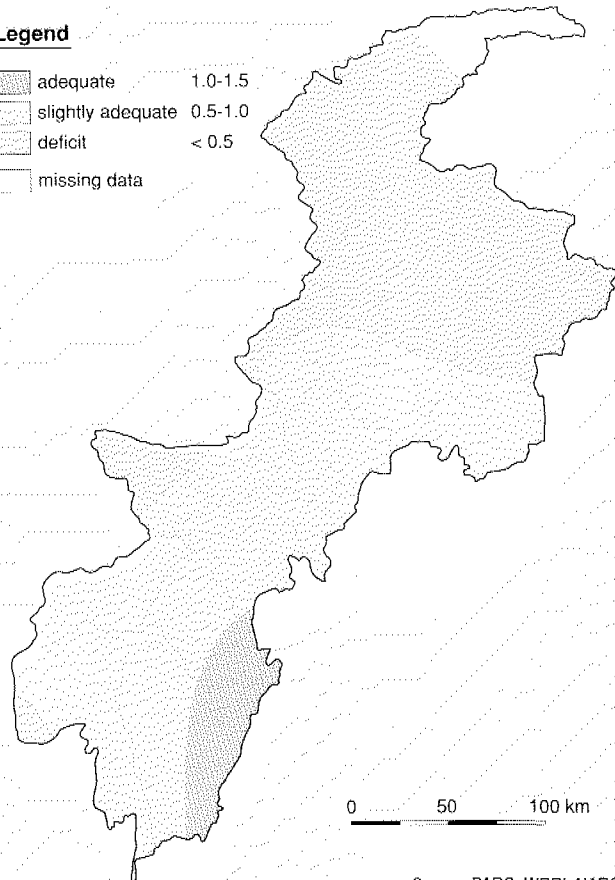 Legend
adequate 1.0-1.5
slightly adequate 0.5-1.0
deficit < 0.5
missing data
0 50 100 km